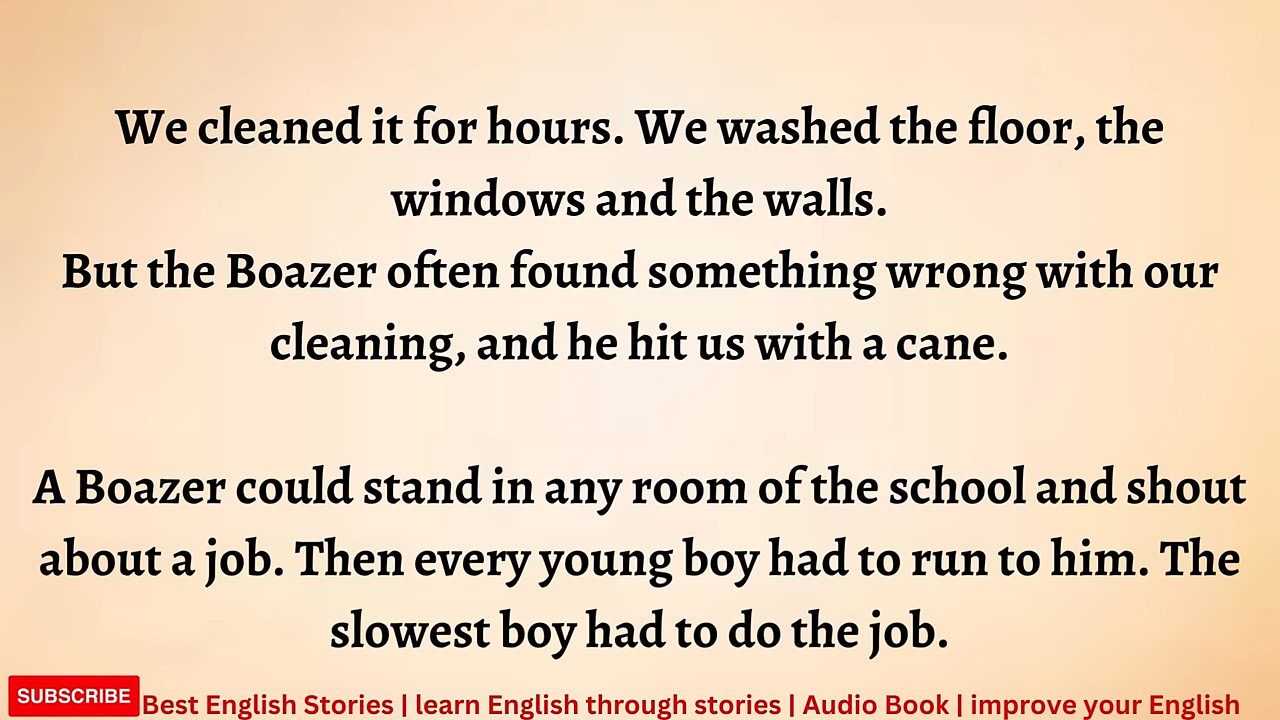 We cleaned it for hours. We washed the floor, the
windows and the walls.
But the Boazer often found something wrong with our
cleaning, and he hit us with a cane.
A Boazer could stand in any room of the school and shout
about a job. Then every young boy had to run to him. The
slowest boy had to do the job.
SUBSCRIBE
Best English Stories | learn English through stories | Audio Book | improve your English